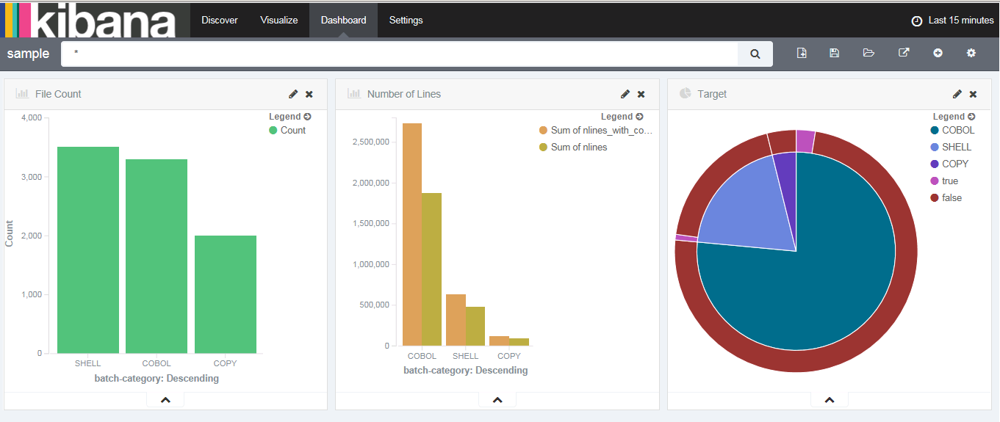 kibana
Discover
Visualize
Dashboard
Settings
Last 15 minutes
sample
*
File Count
Legend
Count
4,000
3,000
2,000
1,000
0
Count
SHELL
COBOL
COPY
batch-category: Descending
Number of Lines
Legend
Sum of nlines_with_co...
Sum of nlines
2,500,000
2,000,000
1,500,000
1,000,000
500,000
0
COBOL
SHELL
COPY
batch-category: Descending
Target
Legend
COBOL
SHELL
COPY
true
false